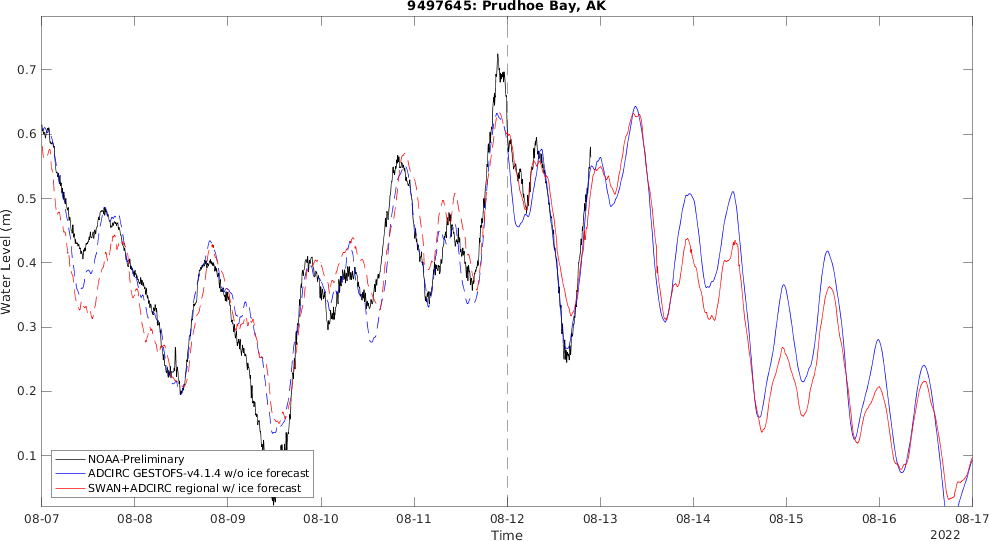 9497645: Prudhoe Bay, AK
Water Level (m)
0.7
0.6
0.5
0.4
0.3
0.2
0.1
NOAA-Preliminary
ADCIRC GESTOFS-v4.1.4 w/o ice forecast
SWAN+ADCIRC regional w/ ice forecast
08-07 08-08 08-09 08-10 08-11 08-12 08-13 08-14 08-15 08-16 08-17
Time
2022